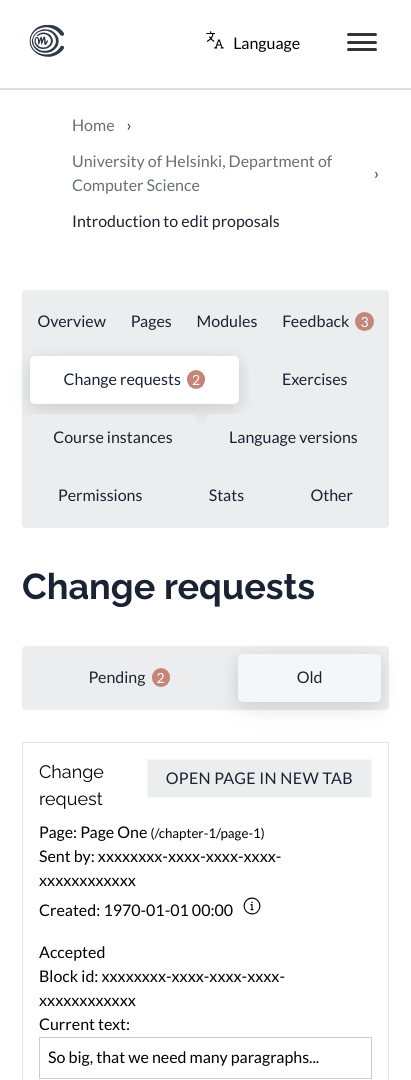 Language
Home ›
University of Helsinki, Department of
Computer Science ›
Introduction to edit proposals
Overview Pages Modules Feedback 3
Change requests 2 Exercises
Course instances Language versions
Permissions Stats Other
Change requests
Pending 2 Old
Change
request
OPEN PAGE IN NEW TAB
Page: Page One (/chapter-1/page-1)
Sent by: xxxxxxxx-xxxx-xxxx-xxxx-
xxxxxxxxxxxx
Created: 1970-01-01 00:00
Accepted
Block id: xxxxxxxx-xxxx-xxxx-xxxx-
xxxxxxxxxxxx
Current text:
So big, that we need many paragraphs...